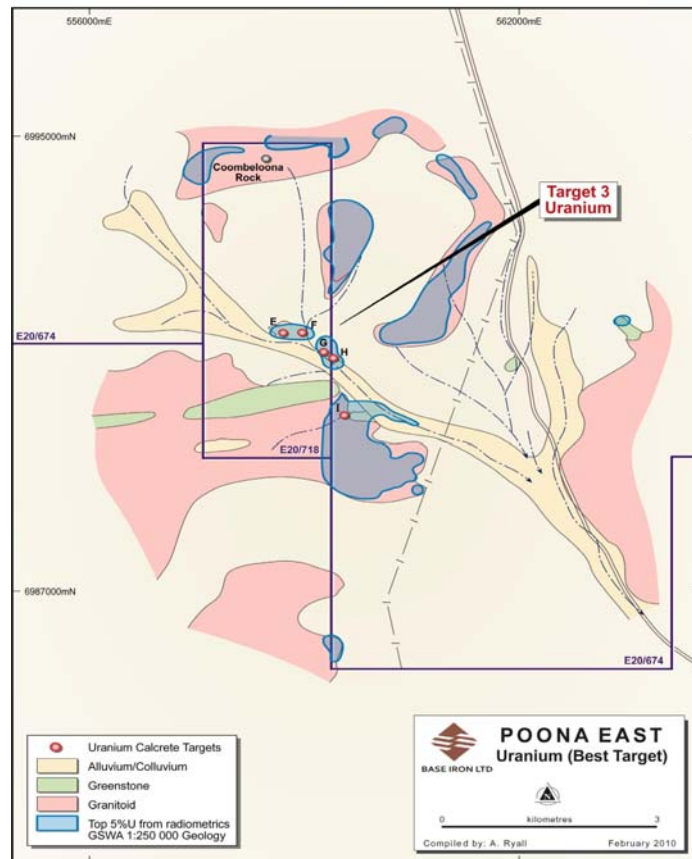 556000mE
562000mE
6995000mN
Coombeloona
Rock
Target 3
Uranium
E
F
G
H
E20/674
I
E20/718
6987000mN
E20/674
Uranium Calcrete Targets
Alluvium/Colluvium
Greenstone
Granitoid
Top 5%U from radiometrics
GSWA 1:250 000 Geology
BASE IRON LTD
POONA EAST
Uranium (Best Target)
0 kilometres 3
Compiled by: A. Ryall February 2010